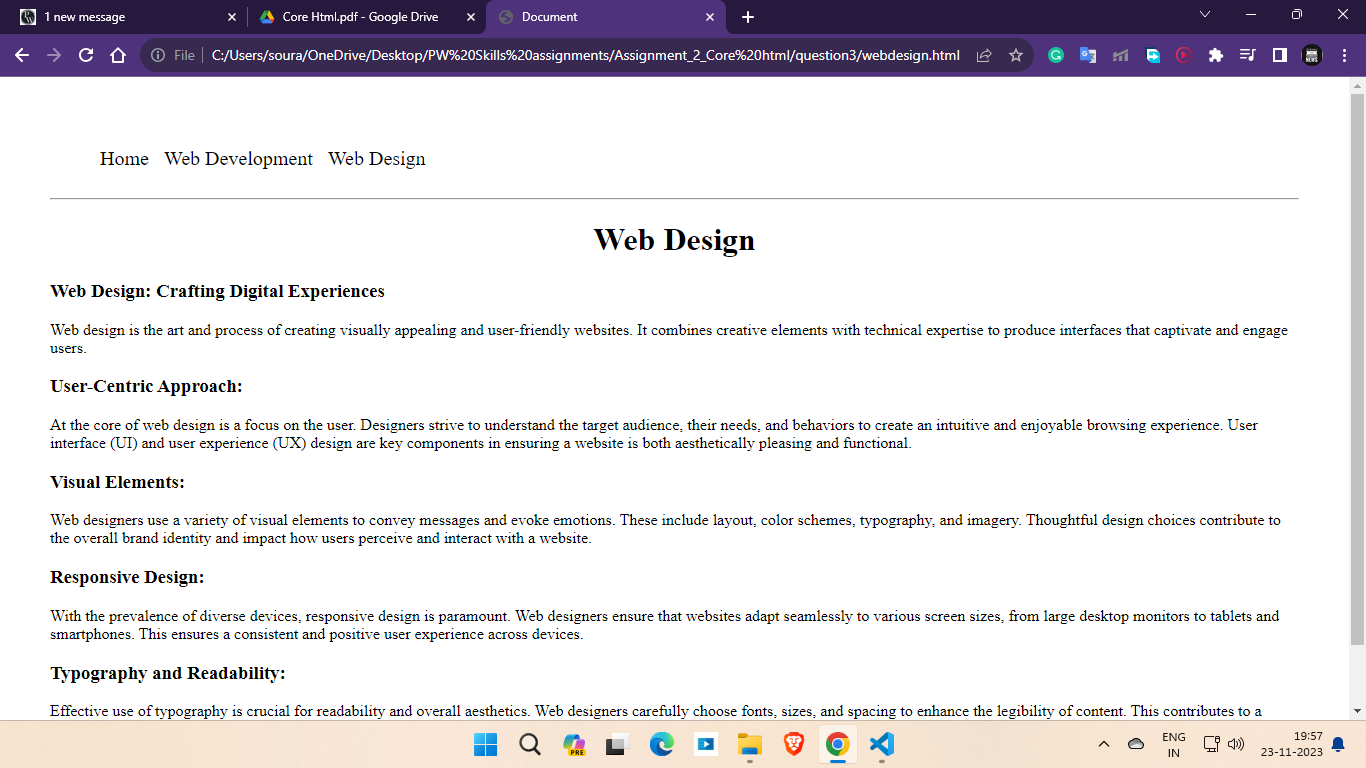 1 new message
Core Html.pdf - Google Drive
Document
File
C:/Users/soura/OneDrive/Desktop/PW%20Skills%20assignments/Assignment_2_Core%20html/question3/webdesign.html
Home Web Development Web Design
Web Design
Web Design: Crafting Digital Experiences
Web design is the art and process of creating visually appealing and user-friendly websites. It combines creative elements with technical expertise to produce interfaces that captivate and engage
users.
User-Centric Approach:
At the core of web design is a focus on the user. Designers strive to understand the target audience, their needs, and behaviors to create an intuitive and enjoyable browsing experience. User
interface (UI) and user experience (UX) design are key components in ensuring a website is both aesthetically pleasing and functional.
Visual Elements:
Web designers use a variety of visual elements to convey messages and evoke emotions. These include layout, color schemes, typography, and imagery. Thoughtful design choices contribute to
the overall brand identity and impact how users perceive and interact with a website.
Responsive Design:
With the prevalence of diverse devices, responsive design is paramount. Web designers ensure that websites adapt seamlessly to various screen sizes, from large desktop monitors to tablets and
smartphones. This ensures a consistent and positive user experience across devices.
Typography and Readability:
Effective use of typography is crucial for readability and overall aesthetics. Web designers carefully choose fonts, sizes, and spacing to enhance the legibility of content. This contributes to a
PRE
ENG
IN
19:57
23-11-2023